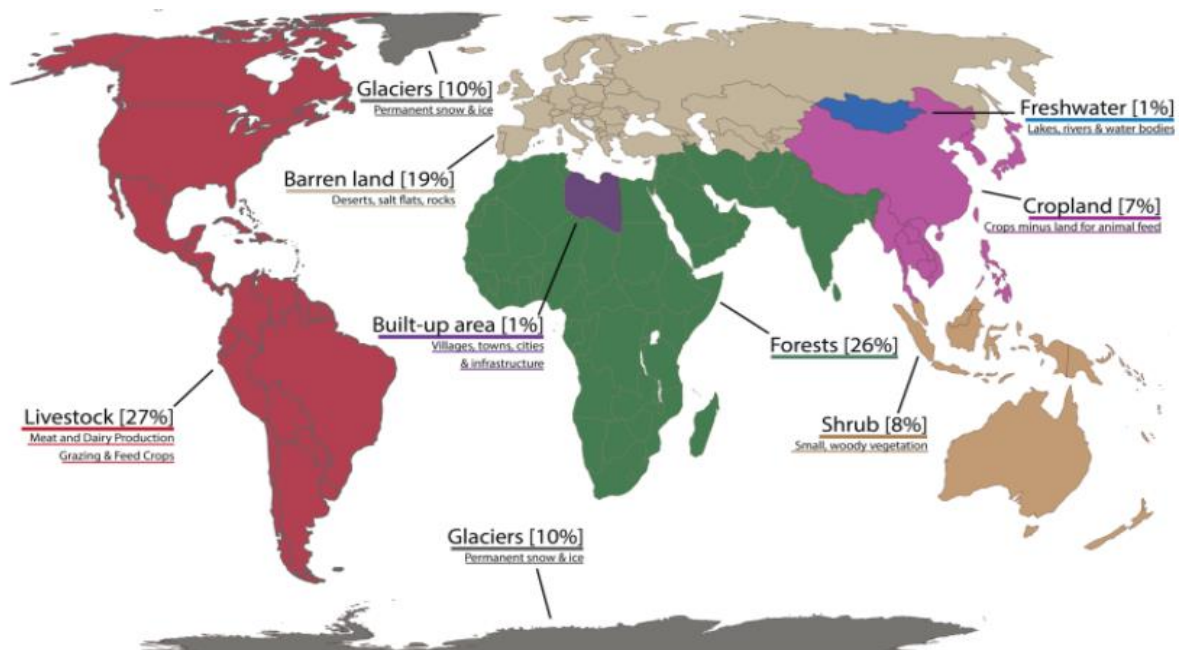 Glaciers [10%]
Permanent snow & ice
Freshwater [1%]
Lakes, rivers & water bodies
Barren land [19%]
Deserts, salt flats, rocks
Cropland [7%]
Crops minus land for animal feed
Built-up area [1%]
Villages, towns, cities
& infrastructure
Forests [26%]
Livestock [27%]
Meat and Dairy Production
Grazing & Feed Crops
Shrub [8%]
Small, woody vegetation
Glaciers [10%]
Permanent snow & ice